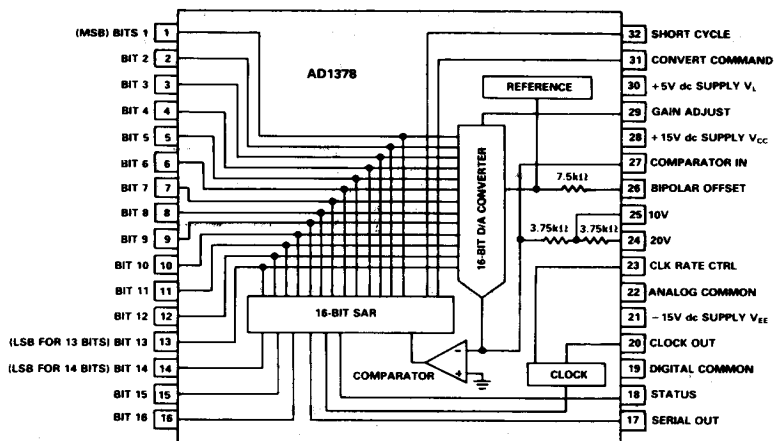 (MSB) BITS 1 1
BIT 2 2
BIT 3 3
BIT 4 4
BIT 5 5
BIT 6 6
BIT 7 7
BIT 8 8
BIT 9 9
BIT 10 10
BIT 11 11
BIT 12 12
(LSB FOR 13 BITS) BIT 13 13
(LSB FOR 14 BITS) BIT 14 14
BIT 15 15
BIT 16 16
AD1378
REFERENCE
16-BIT D/A CONVERTER
7.5kΩ
3.75kΩ 3.75kΩ
16-BIT SAR
COMPARATOR
-
+
CLOCK
32 SHORT CYCLE
31 CONVERT COMMAND
30 +5V dc SUPPLY VL
29 GAIN ADJUST
28 +15V dc SUPPLY VCC
27 COMPARATOR IN
26 BIPOLAR OFFSET
25 10V
24 20V
23 CLK RATE CTRL
22 ANALOG COMMON
21 -15V dc SUPPLY VEE
20 CLOCK OUT
19 DIGITAL COMMON
18 STATUS
17 SERIAL OUT